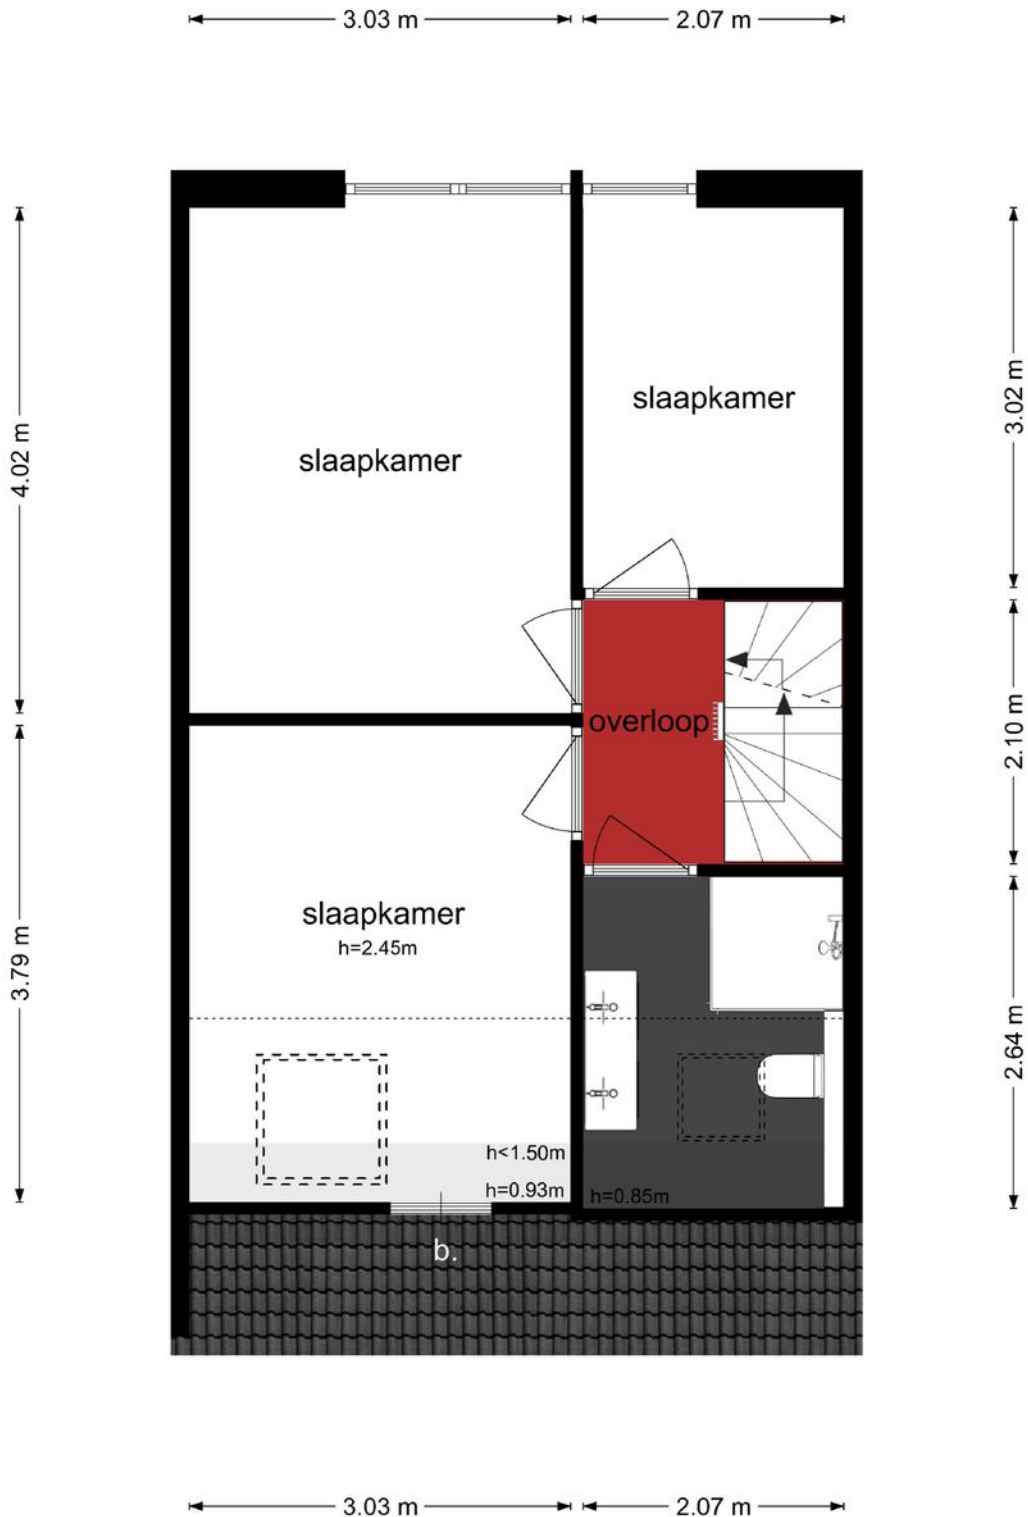 3.03 m
2.07 m
4.02 m
3.02 m
slaapkamer
slaapkamer
overloop
2.10 m
3.79 m
slaapkamer
h=2.45m
2.64 m
h<1.50m
h=0.93m
h=0.85m
b.
3.03 m
2.07 m